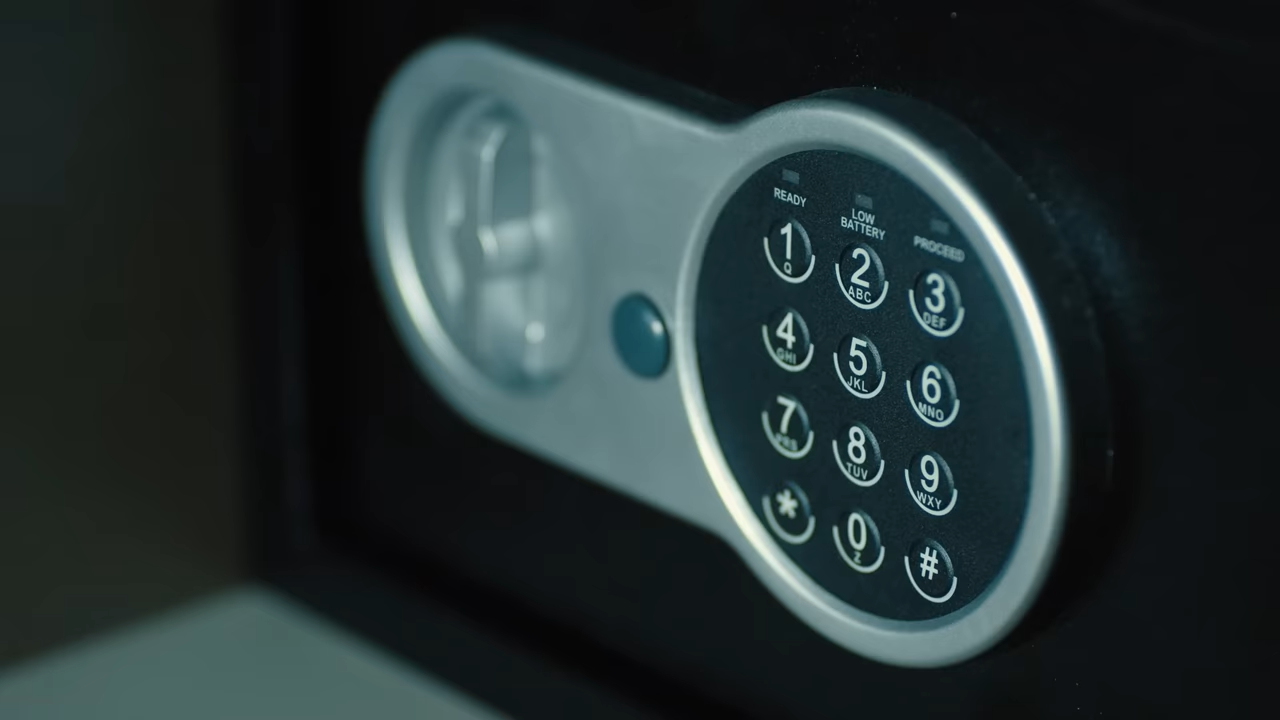 READY
LOW
BATTERY
PROCEED
1
Q
2
ABC
3
DEF
4
GHI
5
JKL
6
MNO
7
PRS
8
TUV
9
WXY
*
0
Z
#